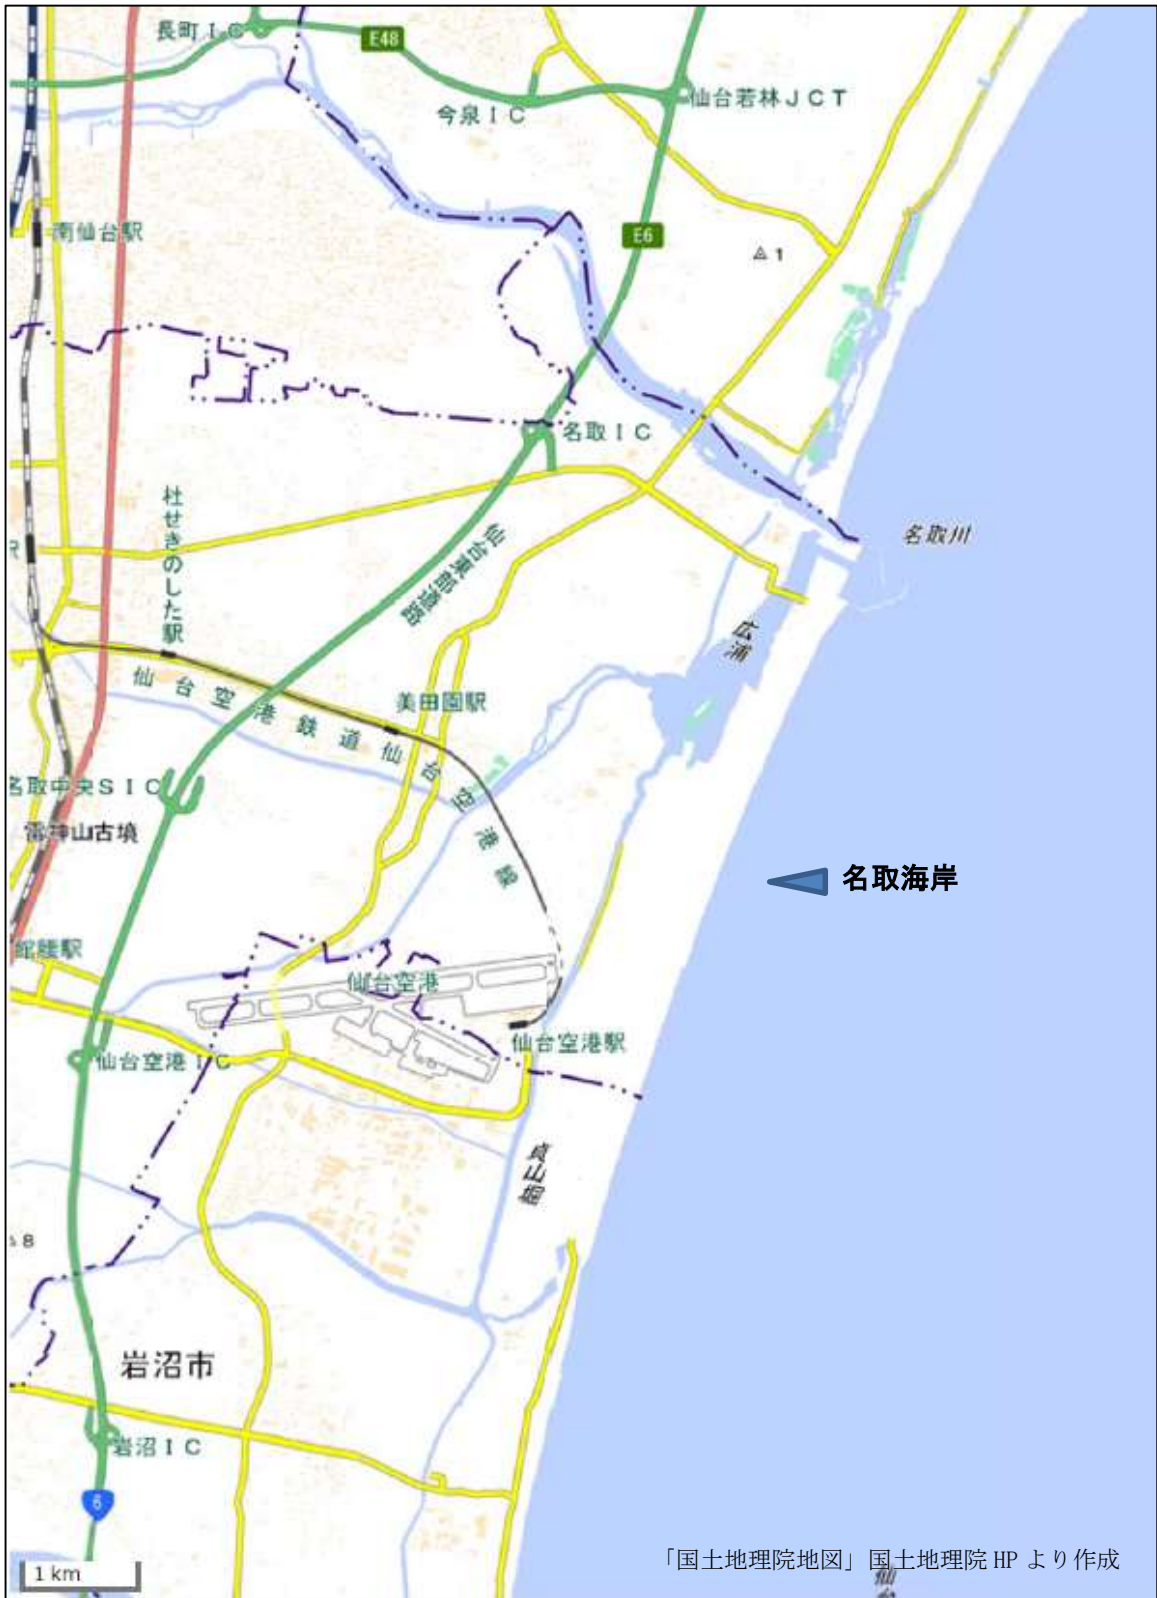 長町ＩＣ
E48
今泉ＩＣ
仙台若林ＪＣＴ
南仙台駅
E6
1
名取ＩＣ
杜せきのした駅
仙台東部道路
名取川
駅
広浦
仙台空港鉄道仙台空港線
美田園駅
名取中央ＳＩＣ
雷神山古墳
名取海岸
館腰駅
仙台空港
仙台空港駅
仙台空港ＩＣ
貞山堀
8
岩沼市
岩沼ＩＣ
6
1 km
「国土地理院地図」国土地理院 HP より作成
仙台